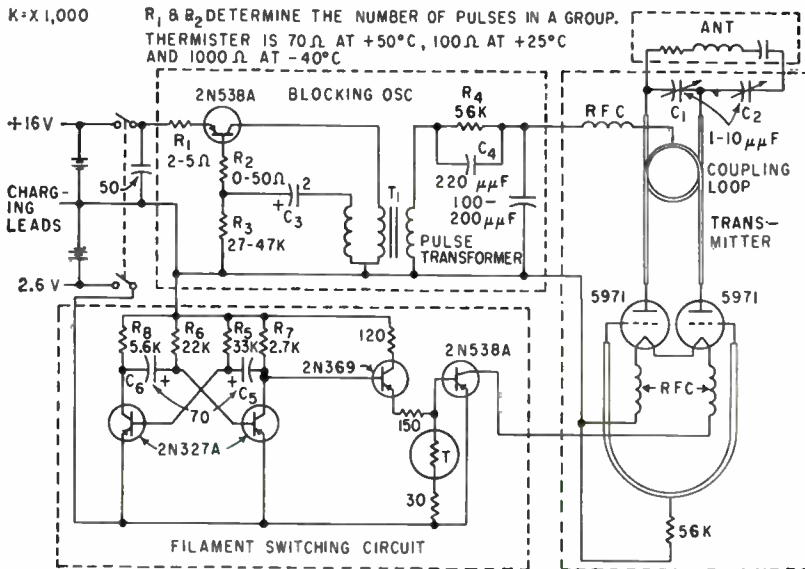 K=X 1,000
R1 & R2 DETERMINE THE NUMBER OF PULSES IN A GROUP.
THERMISTER IS 70Ω AT +50°C, 100Ω AT +25°C
AND 1000Ω AT -40°C
ANT
2N538A
BLOCKING OSC
R4
56K
RFC
C1
C2
1-10 μμF
+16V
R1
2-5Ω
R2
0-50Ω
C4
220 μμF
100-
200μμF
COUPLING
LOOP
50
+
C3
2
T1
CHARG-
ING
LEADS
R3
27-47K
PULSE
TRANSFORMER
TRANS-
MITTER
2.6 V
5971
5971
R8
5.6K
R6
22K
R5
33K
R7
2.7K
120
2N369
2N538A
C6
+
+
C5
70
RFC
2N327A
150
T
30
56K
FILAMENT SWITCHING CIRCUIT